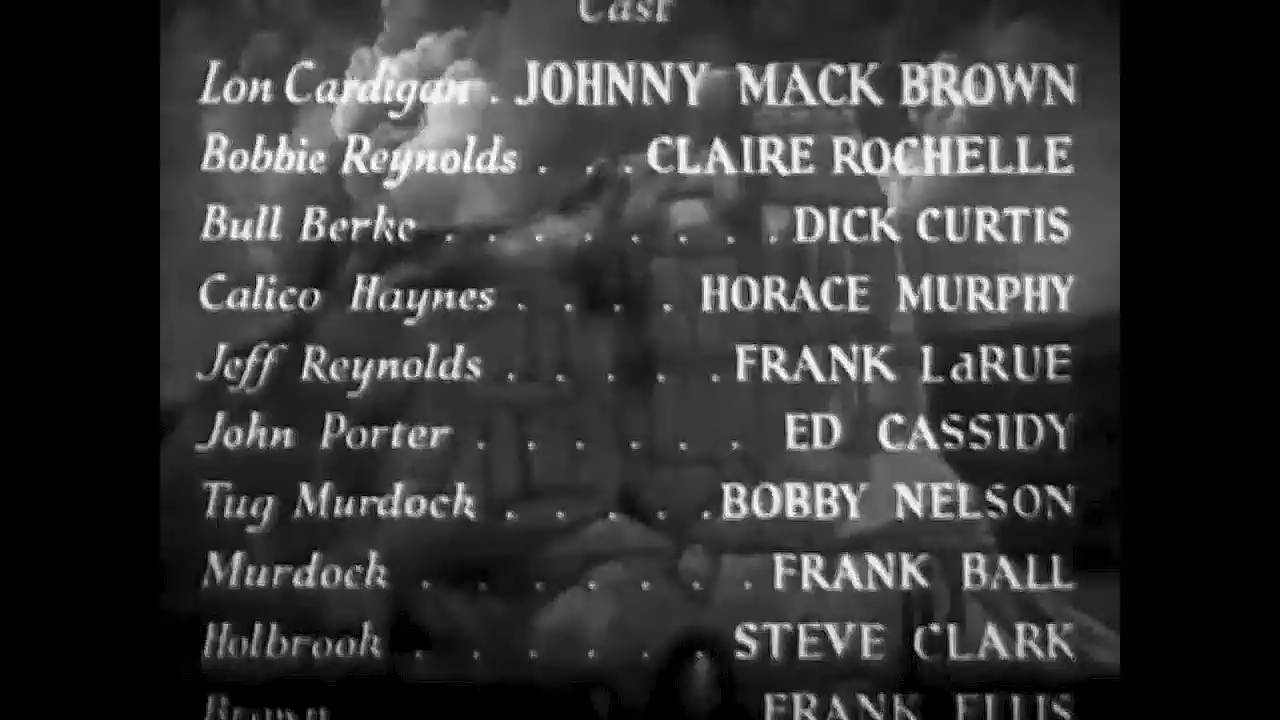 Cast
Lon Cardigan . JOHNNY MACK BROWN
Bobbie Reynolds . . . CLAIRE ROCHELLE
Bull Berke . . . . . . . . DICK CURTIS
Calico Haynes . . . . HORACE MURPHY
Jeff Reynolds . . . . . FRANK LaRUE
John Porter . . . . . . ED CASSIDY
Tug Murdock . . . . . BOBBY NELSON
Murdock . . . . . . . FRANK BALL
Holbrook . . . . . . STEVE CLARK
Brown FRANK ELLIS